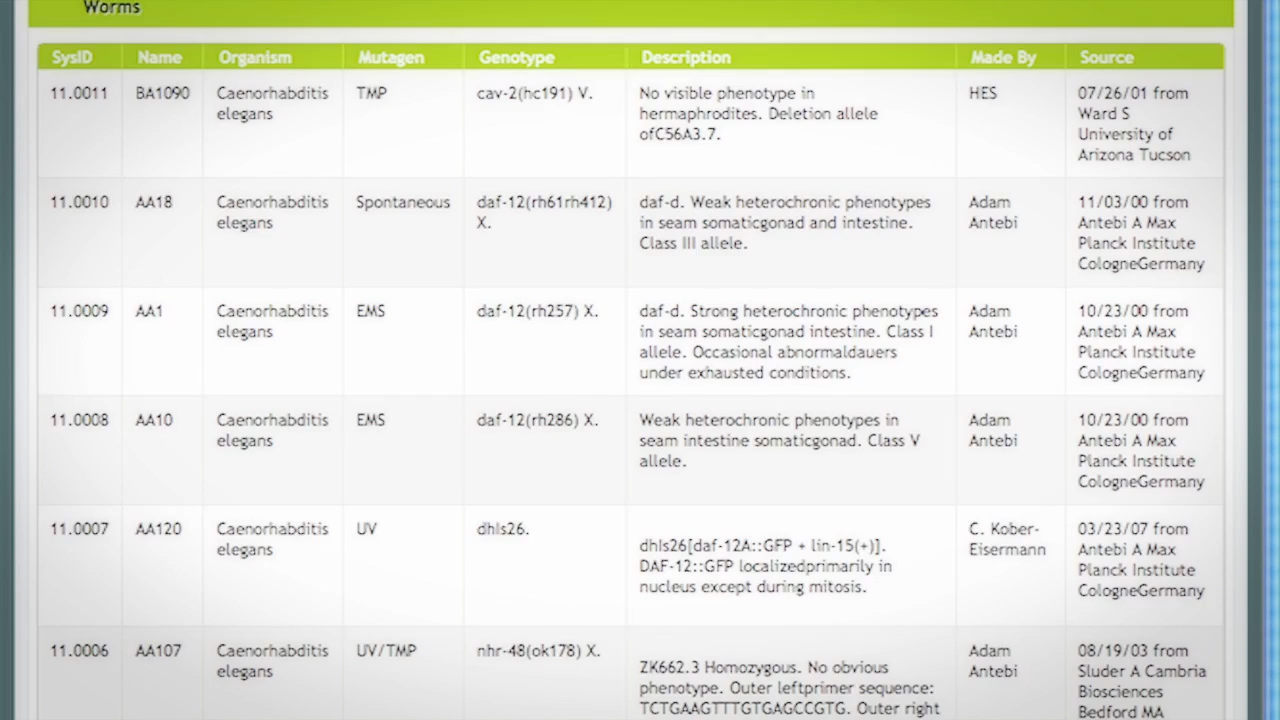 Worms
SysID Name Organism Mutagen Genotype Description Made By Source
11.0011 BA1090 Caenorhabditis TMP cav-2(hc191) V. No visible phenotype in HES 07/26/01 from
elegans hermaphrodites. Deletion allele Ward S
ofC56A3.7. University of
Arizona Tucson
11.0010 AA18 Caenorhabditis Spontaneous daf-12(rh61rh412) daf-d. Weak heterochronic phenotypes Adam 11/03/00 from
elegans X. in seam somaticgonad and intestine. Antebi Antebi A Max
Class III allele. Planck Institute
CologneGermany
11.0009 AA1 Caenorhabditis EMS daf-12(rh257) X. daf-d. Strong heterochronic phenotypes Adam 10/23/00 from
elegans in seam somaticgonad intestine. Class I Antebi Antebi A Max
allele. Occasional abnormaldauers Planck Institute
under exhausted conditions. CologneGermany
11.0008 AA10 Caenorhabditis EMS daf-12(rh286) X. Weak heterochronic phenotypes in Adam 10/23/00 from
elegans seam intestine somaticgonad. Class V Antebi Antebi A Max
allele. Planck Institute
CologneGermany
11.0007 AA120 Caenorhabditis UV dhIs26. C. Kober- 03/23/07 from
elegans dhIs26[daf-12A::GFP + lin-15(+)]. Eisermann Antebi A Max
DAF-12::GFP localizedprimarily in Planck Institute
nucleus except during mitosis. CologneGermany
11.0006 AA107 Caenorhabditis UV/TMP nhr-48(ok178) X. Adam 08/19/03 from
elegans ZK662.3 Homozygous. No obvious Antebi Sluder A Cambria
phenotype. Outer leftprimer sequence: Biosciences
TCTGAAGTTTGTGAGCCGTG. Outer right Bedford MA